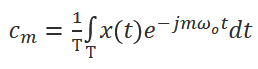 c_m = \frac{1}{T} \int_T x(t) e^{-jm\omega_o t} dt